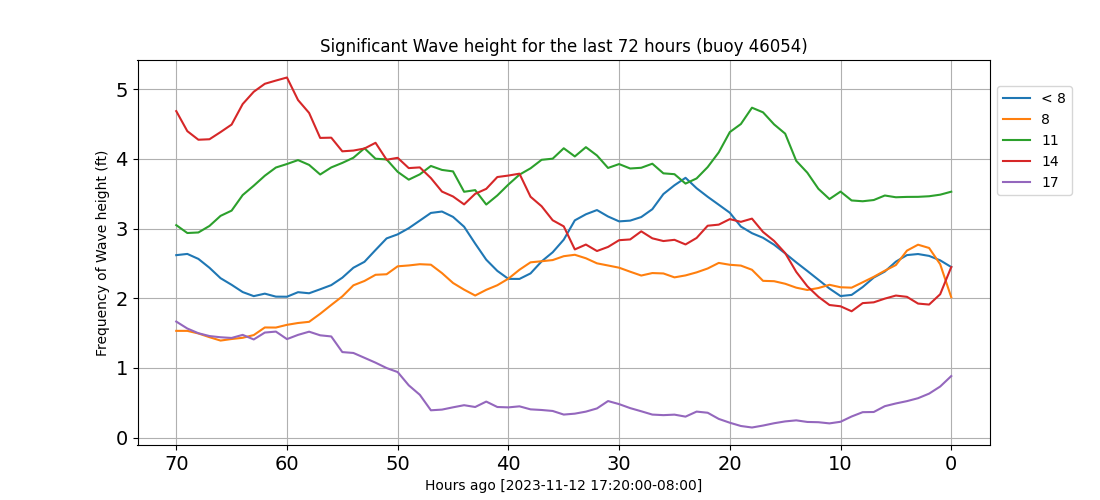 Significant Wave height for the last 72 hours (buoy 46054)
Frequency of Wave height (ft)
5
4
3
2
1
0
70 60 50 40 30 20 10 0
Hours ago [2023-11-12 17:20:00-08:00]
< 8
8
11
14
17